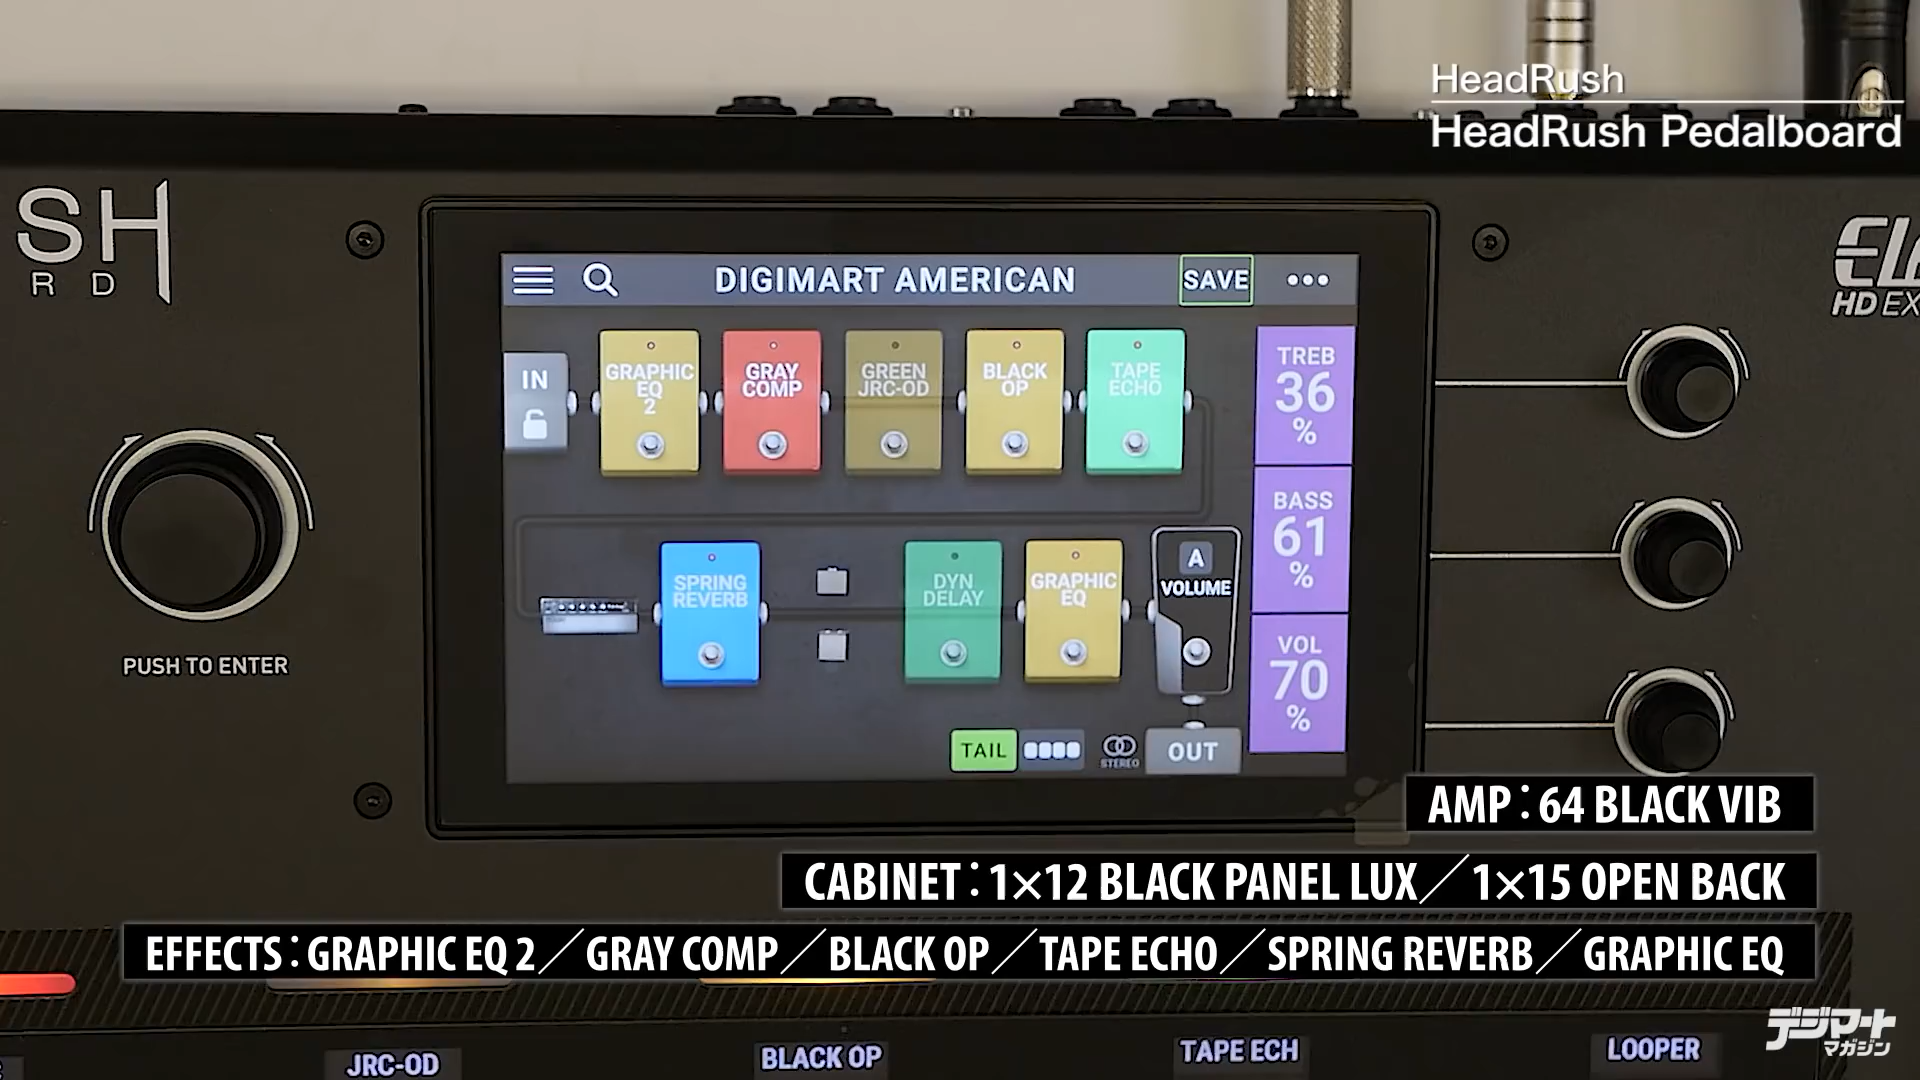 HeadRush
HeadRush Pedalboard
SH
RD
HD EX
DIGIMART AMERICAN
SAVE
IN
GRAPHIC
EQ
2
GRAY
COMP
GREEN
JRC-OD
BLACK
OP
TAPE
ECHO
TREB
36
%
BASS
61
%
VOL
70
%
SPRING
REVERB
DYN
DELAY
GRAPHIC
EQ
A
VOLUME
TAIL
STEREO
OUT
PUSH TO ENTER
AMP：64 BLACK VIB
CABINET：1×12 BLACK PANEL LUX／1×15 OPEN BACK
EFFECTS：GRAPHIC EQ 2／GRAY COMP／BLACK OP／TAPE ECHO／SPRING REVERB／GRAPHIC EQ
JRC-OD
BLACK OP
TAPE ECH
LOOPER
デジマート
マガジン